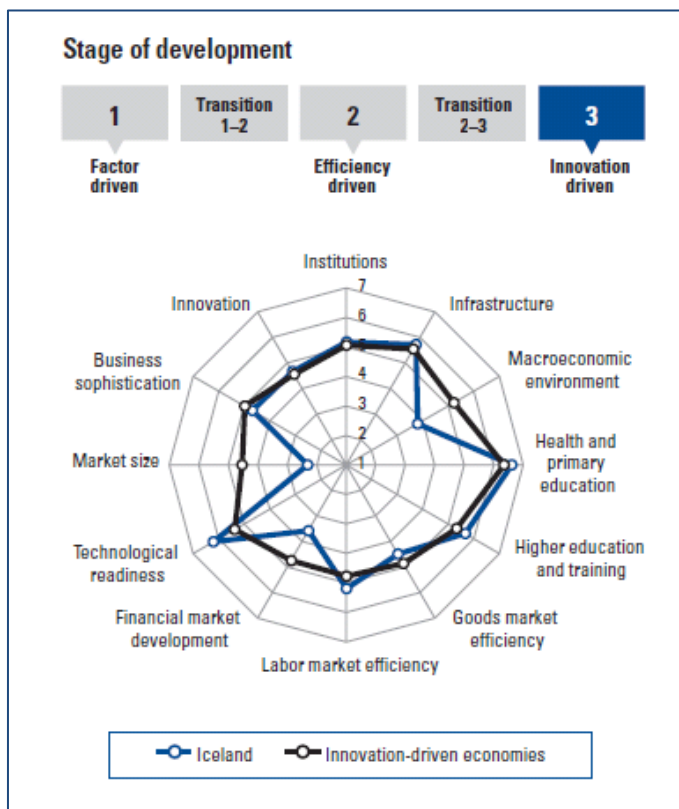 Stage of development
1
Transition
1–2
2
Transition
2–3
3
Factor
driven
Efficiency
driven
Innovation
driven
Institutions
Innovation
Infrastructure
Business
sophistication
Macroeconomic
environment
Market size
Health and
primary
education
Technological
readiness
Higher education
and training
Financial market
development
Goods market
efficiency
Labor market efficiency
7
6
5
4
3
2
1
Iceland
Innovation-driven economies